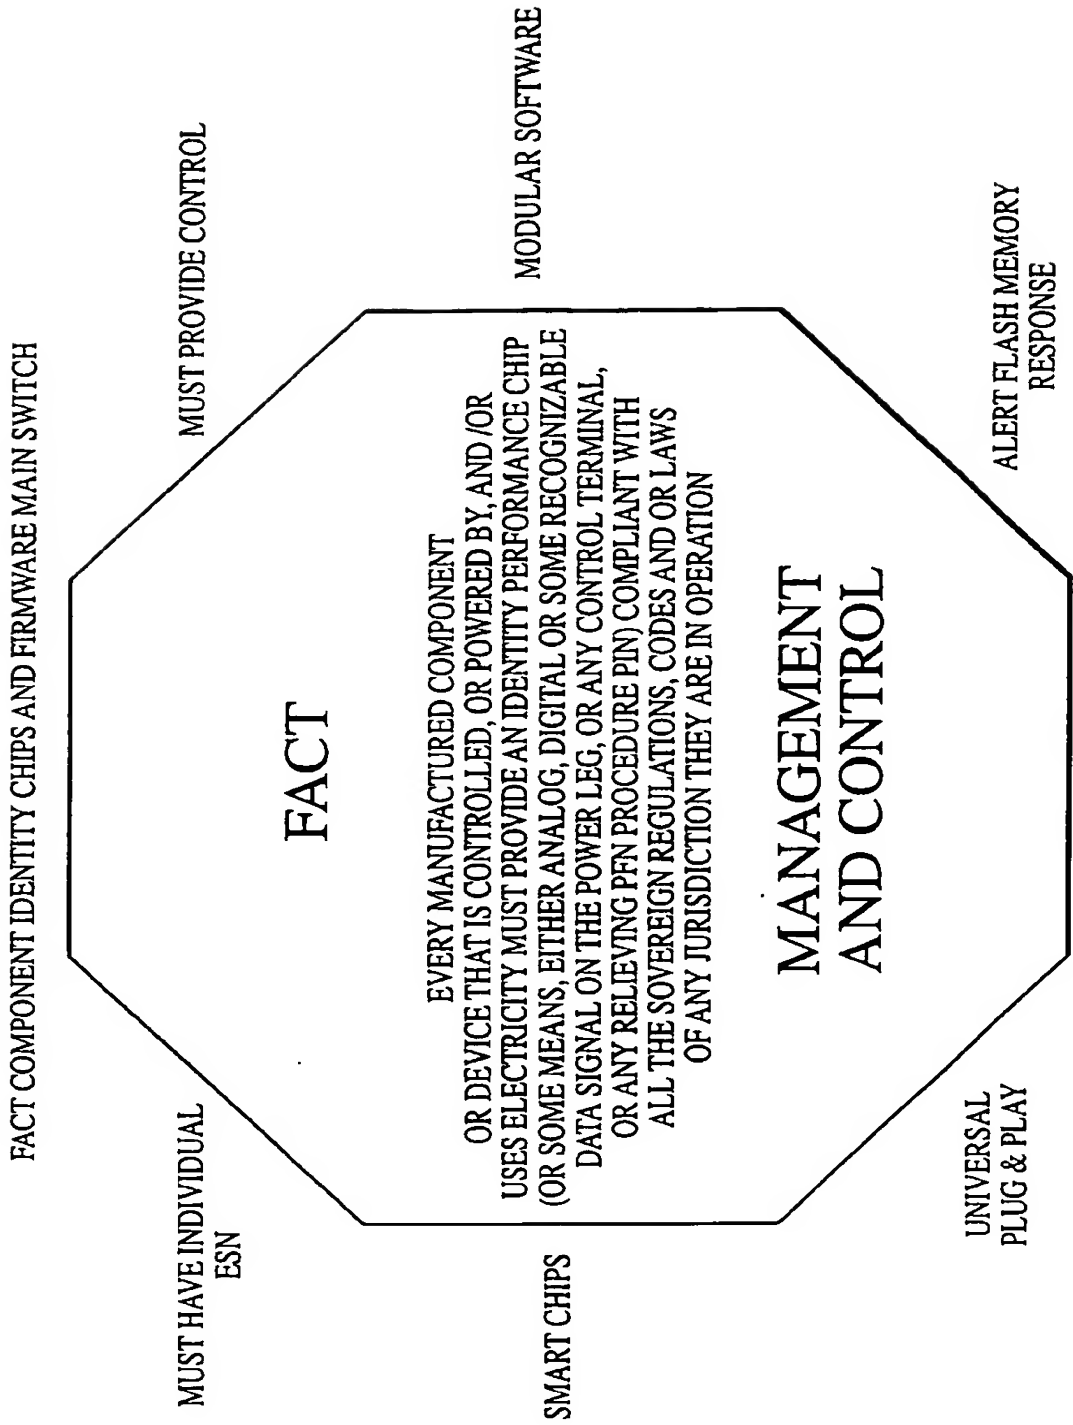 FACT COMPONENT IDENTITY CHIPS AND FIRMWARE MAIN SWITCH
MUST HAVE INDIVIDUAL
ESN
MUST PROVIDE CONTROL
FACT
EVERY MANUFACTURED COMPONENT
OR DEVICE THAT IS CONTROLLED, OR POWERED BY, AND /OR
USES ELECTRICITY MUST PROVIDE AN IDENTITY PERFORMANCE CHIP
(OR SOME MEANS, EITHER ANALOG, DIGITAL OR SOME RECOGNIZABLE
DATA SIGNAL ON THE POWER LEG, OR ANY CONTROL TERMINAL,
OR ANY RELIEVING PFN PROCEDURE PIN) COMPLIANT WITH
ALL THE SOVEREIGN REGULATIONS, CODES AND OR LAWS
OF ANY JURISDICTION THEY ARE IN OPERATION
SMART CHIPS
MODULAR SOFTWARE
MANAGEMENT
AND CONTROL
UNIVERSAL
PLUG & PLAY
ALERT FLASH MEMORY
RESPONSE